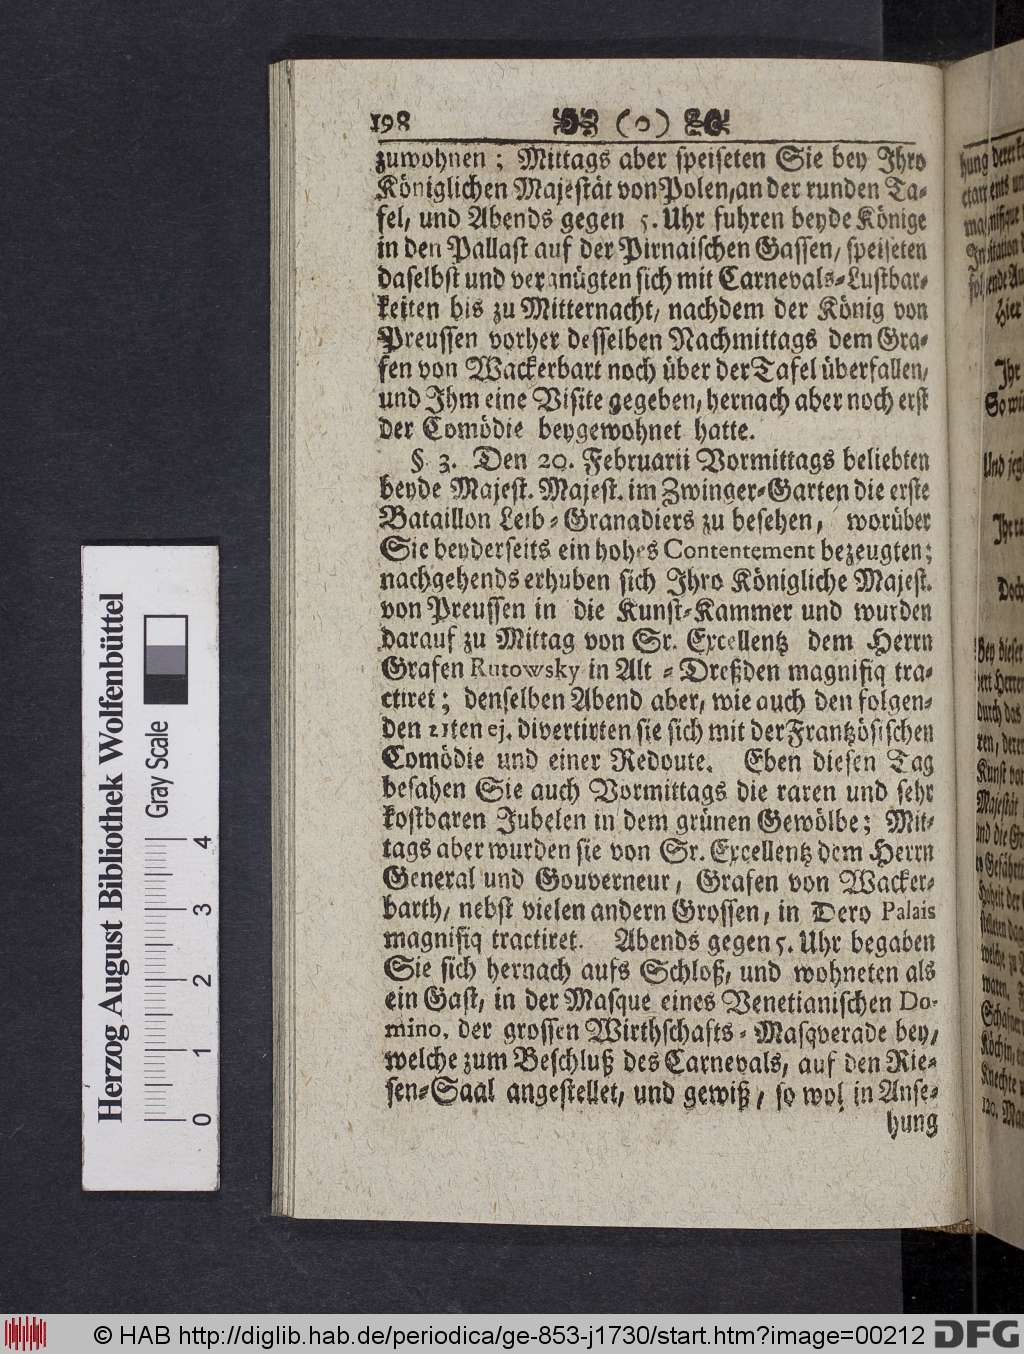 198 ( o )
zuwohnen; Mittags aber speiseten Sie bey Ihro
Königlichen Majestät von Polen, an der runden Ta-
fel, und Abends gegen 5. Uhr fuhren beyde Könige
in den Pallast auf der Pirnaischen Gassen, speiseten
daselbst und vergnügten sich mit Carnevals-Lustbar-
keiten bis zu Mitternacht, nachdem der König von
Preussen vorher desselben Nachmittags dem Gra-
fen von Wackerbart noch über der Tafel überfallen,
und Ihm eine Visite gegeben, hernach aber noch erst
der Comödie beygewohnet hatte.
§ 3. Den 20. Februarii Vormittags beliebten
beyde Majest. Majest. im Zwinger-Garten die erste
Bataillon Leib-Granadiers zu besehen, worüber
Sie beyderseits ein hohes Contentement bezeugten;
nachgehends erhuben sich Ihro Königliche Majest.
von Preussen in die Kunst-Kammer und wurden
darauf zu Mittag von Sr. Excellentz dem Herrn
Grafen Rutowsky in Alt-Dreßden magnifiq tra-
ctiret; denselben Abend aber, wie auch den folgen-
den 21ten ej. divertirten sie sich mit der Frantzösischen
Comödie und einer Redoute. Eben diesen Tag
besahen Sie auch Vormittags die raren und sehr
kostbaren Jubelen in dem grünen Gewölbe; Mit-
tags aber wurden sie von Sr. Excellentz dem Herrn
General und Gouverneur, Grafen von Wacker-
barth, nebst vielen andern Grossen, in Dero Palais
magnifiq tractiret. Abends gegen 5. Uhr begaben
Sie sich hernach aufs Schloß, und wohneten als
ein Gast, in der Masque eines Venetianischen Do-
mino, der grossen Wirthschafts-Masqverade bey,
welche zum Beschluß des Carnevals, auf den Rie-
sen-Saal angestellet, und gewiß, so wol in Anse-
hung
Herzog August Bibliothek Wolfenbüttel
Gray Scale
0 1 2 3 4
© HAB http://diglib.hab.de/periodica/ge-853-j1730/start.htm?image=00212 DFG